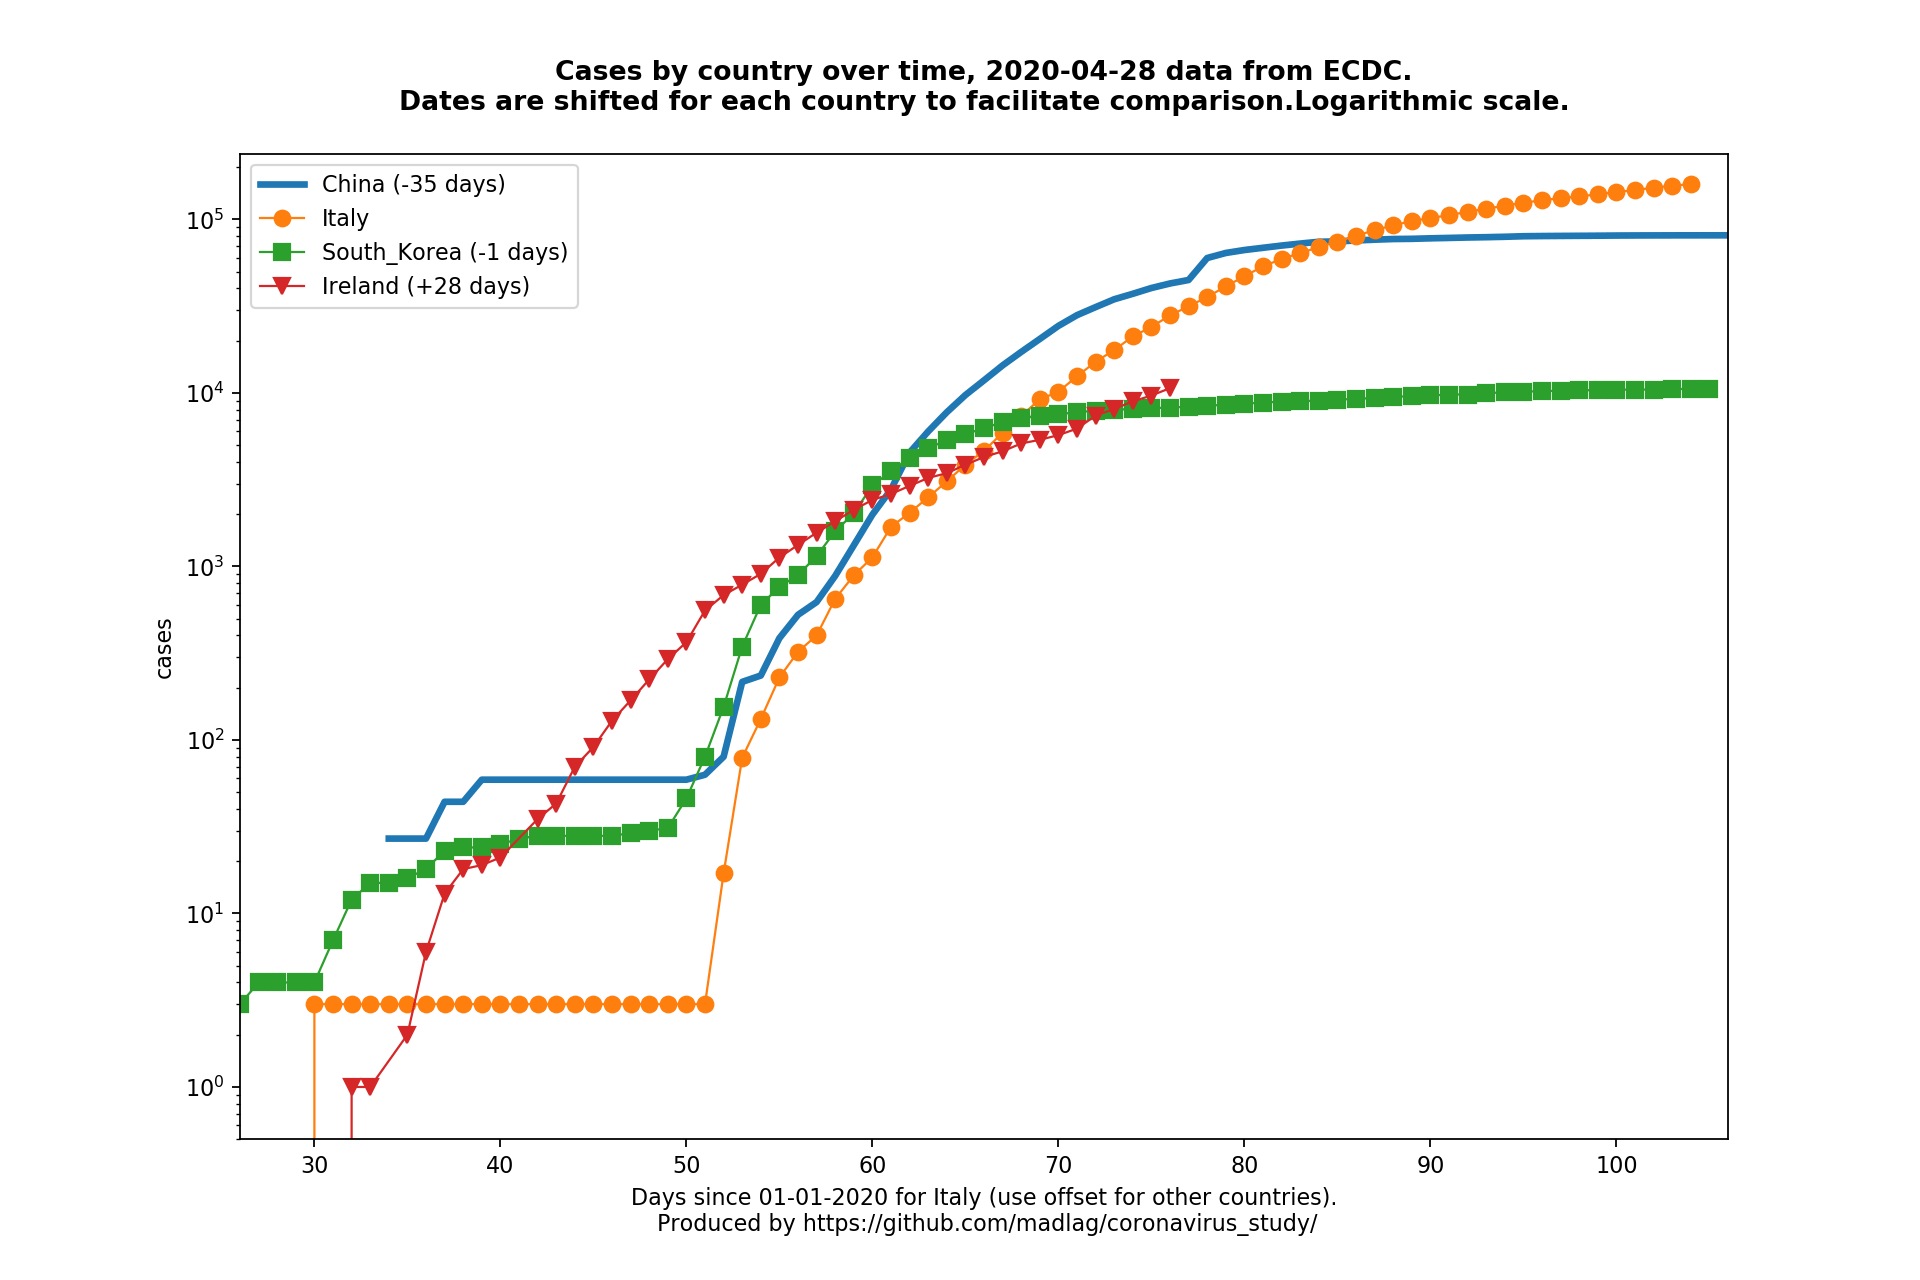 Cases by country over time, 2020-04-28 data from ECDC.
Dates are shifted for each country to facilitate comparison.Logarithmic scale.
China (-35 days)
Italy
South_Korea (-1 days)
Ireland (+28 days)
10^5
10^4
10^3
10^2
10^1
10^0
cases
30 40 50 60 70 80 90 100
Days since 01-01-2020 for Italy (use offset for other countries).
Produced by https://github.com/madlag/coronavirus_study/